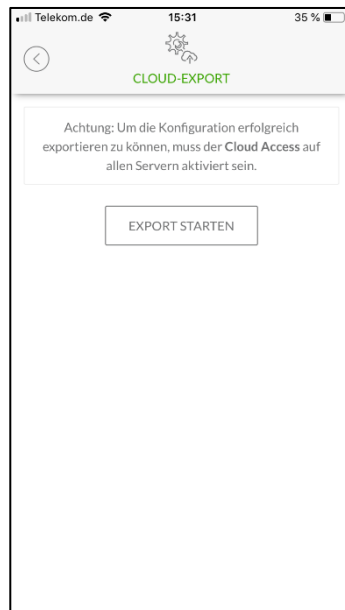 Telekom.de 15:31 35 %
CLOUD-EXPORT
Achtung: Um die Konfiguration erfolgreich
exportieren zu können, muss der Cloud Access auf
allen Servern aktiviert sein.
EXPORT STARTEN